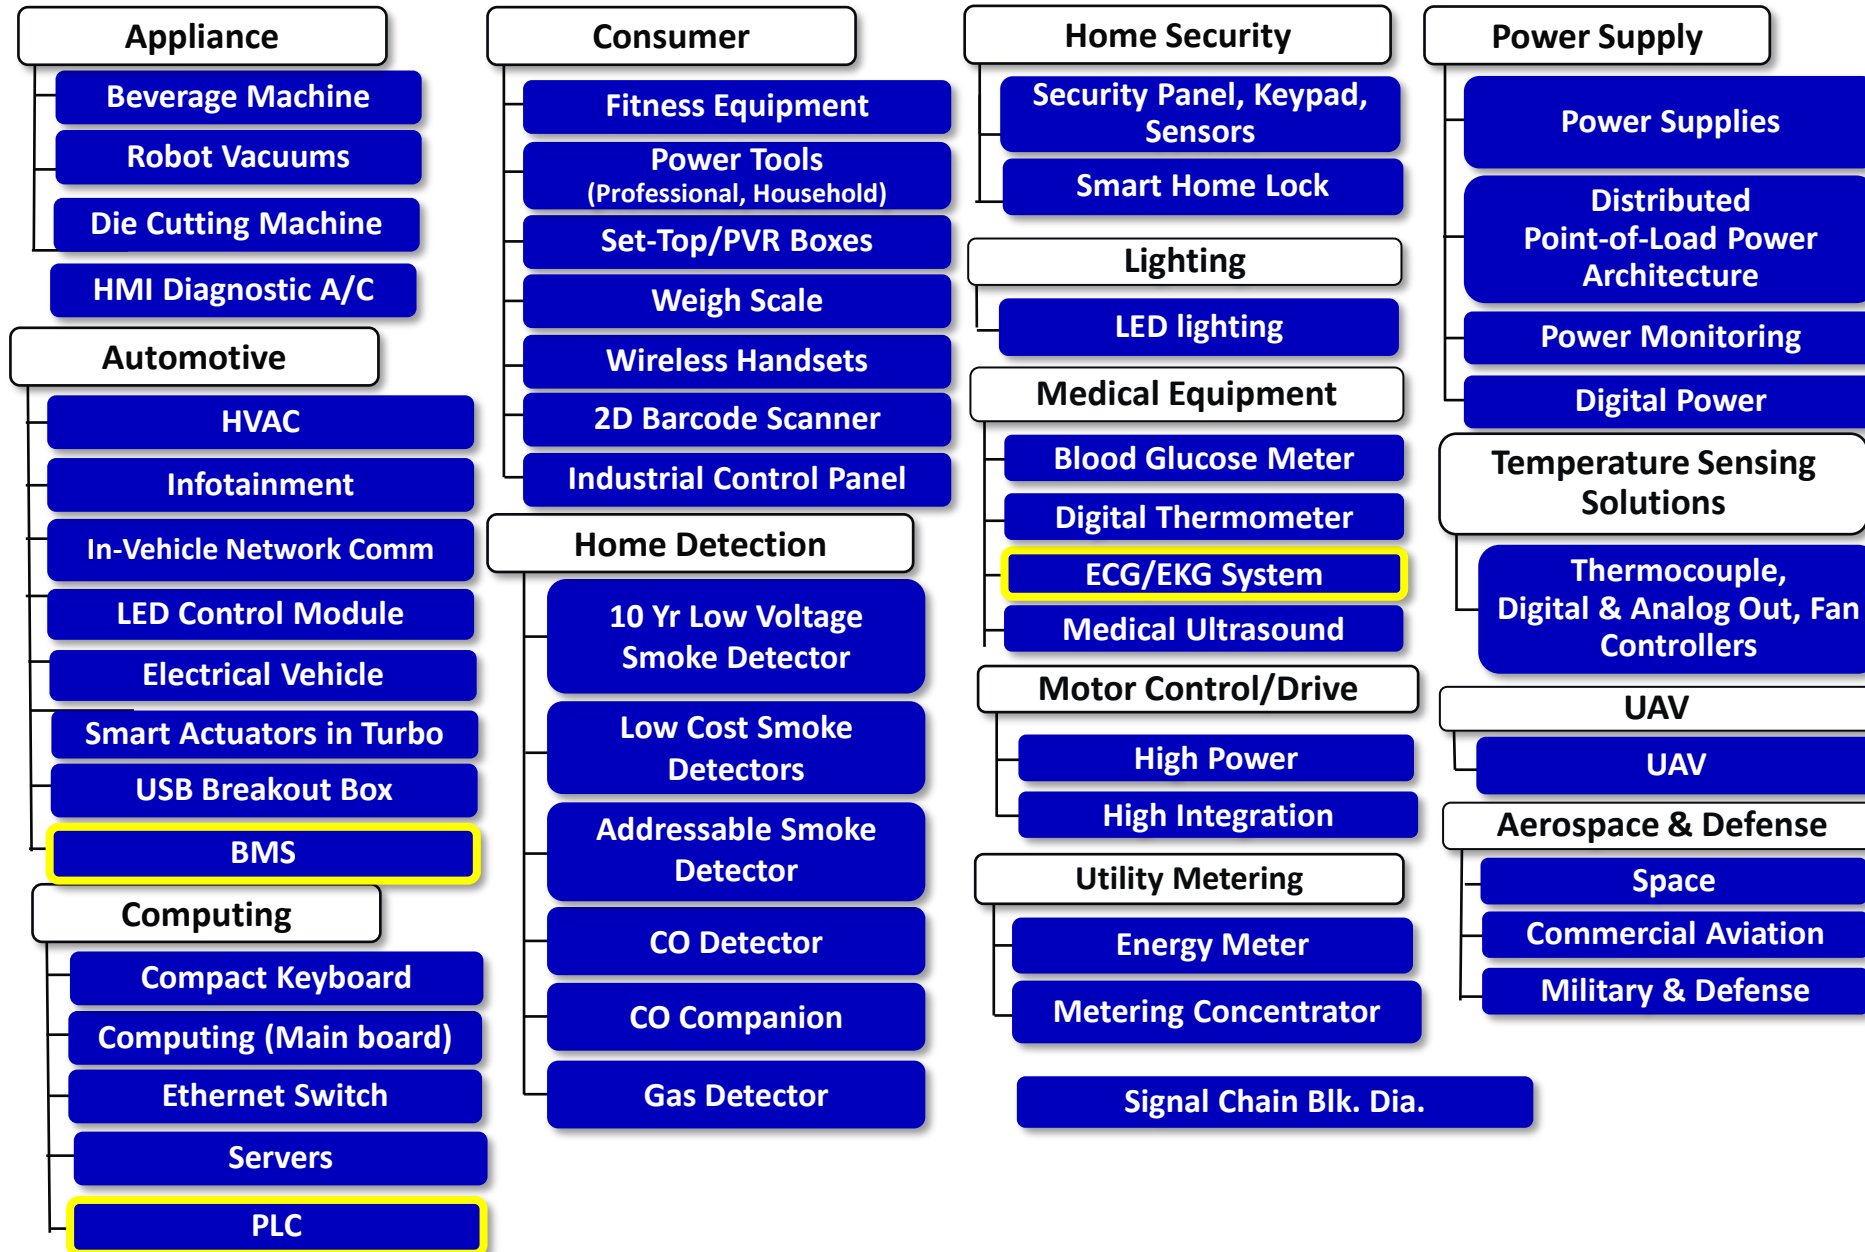 Appliance
Beverage Machine
Robot Vacuums
Die Cutting Machine
HMI Diagnostic A/C
Automotive
HVAC
Infotainment
In-Vehicle Network Comm
LED Control Module
Electrical Vehicle
Smart Actuators in Turbo
USB Breakout Box
BMS
Computing
Compact Keyboard
Computing (Main board)
Ethernet Switch
Servers
PLC
Consumer
Fitness Equipment
Power Tools
(Professional, Household)
Set-Top/PVR Boxes
Weigh Scale
Wireless Handsets
2D Barcode Scanner
Industrial Control Panel
Home Detection
10 Yr Low Voltage
Smoke Detector
Low Cost Smoke
Detectors
Addressable Smoke
Detector
CO Detector
CO Companion
Gas Detector
Home Security
Security Panel, Keypad,
Sensors
Smart Home Lock
Lighting
LED lighting
Medical Equipment
Blood Glucose Meter
Digital Thermometer
ECG/EKG System
Medical Ultrasound
Motor Control/Drive
High Power
High Integration
Utility Metering
Energy Meter
Metering Concentrator
Signal Chain Blk. Dia.
Power Supply
Power Supplies
Distributed
Point-of-Load Power
Architecture
Power Monitoring
Digital Power
Temperature Sensing
Solutions
Thermocouple,
Digital & Analog Out, Fan
Controllers
UAV
UAV
Aerospace & Defense
Space
Commercial Aviation
Military & Defense